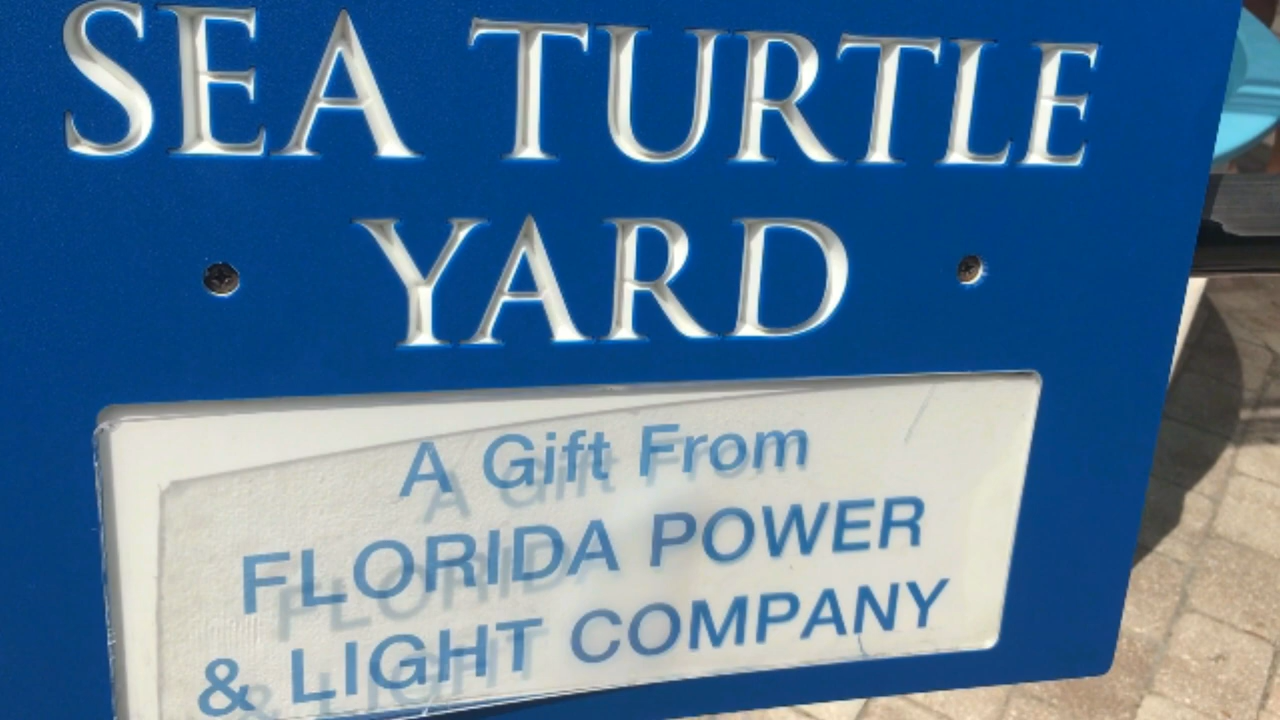 SEA TURTLE
YARD
A Gift From
FLORIDA POWER
& LIGHT COMPANY